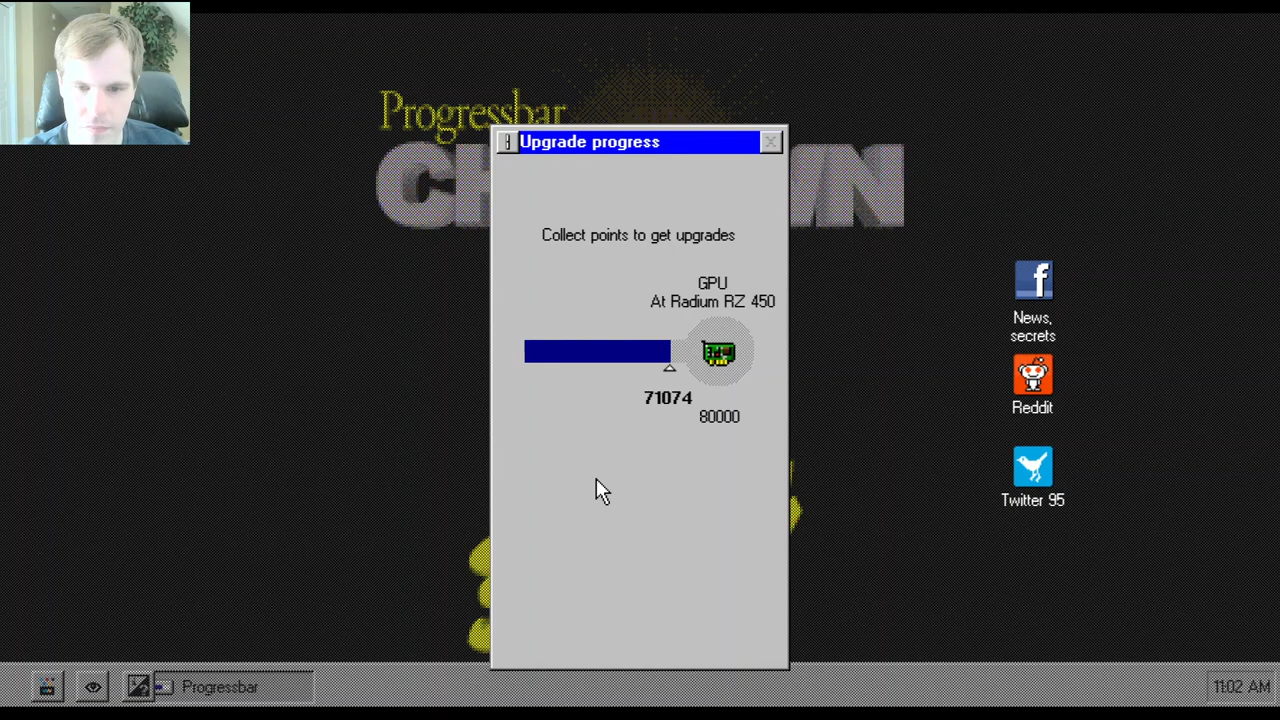 Progressbar
Upgrade progress
Collect points to get upgrades
GPU
At Radium RZ 450
71074
80000
News,
secrets
Reddit
Twitter 95
Progressbar
11:02 AM